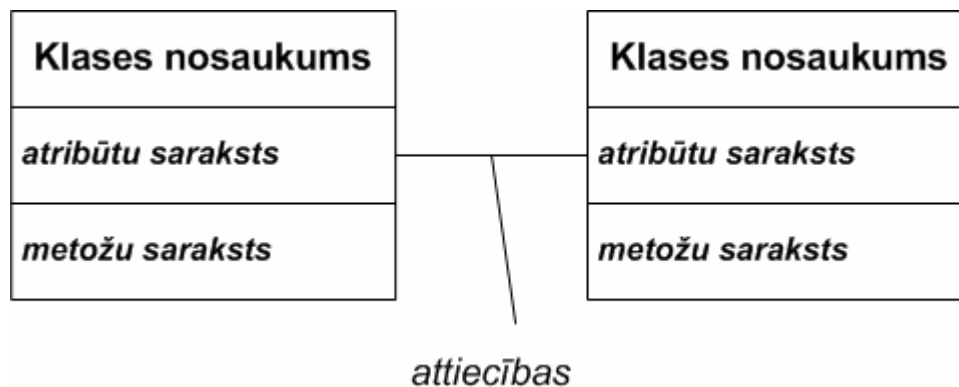 Klases nosaukums
atribūtu saraksts
metožu saraksts
Klases nosaukums
atribūtu saraksts
metožu saraksts
attiecības